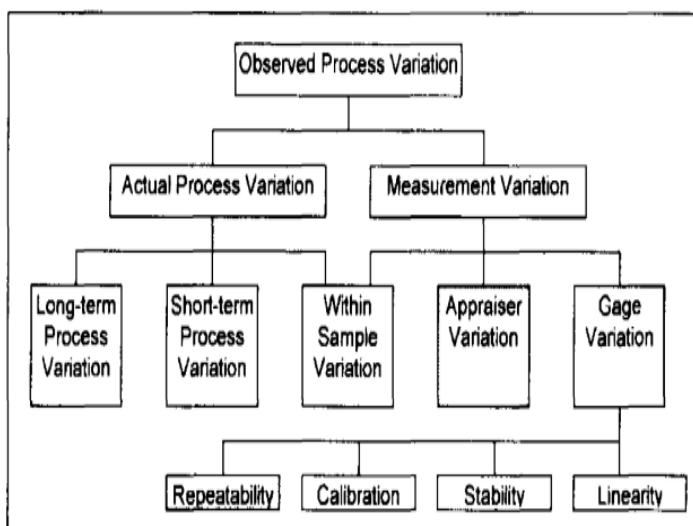 Observed Process Variation
Actual Process Variation
Measurement Variation
Long-term
Process
Variation
Short-term
Process
Variation
Within
Sample
Variation
Appraiser
Variation
Gage
Variation
Repeatability
Calibration
Stability
Linearity